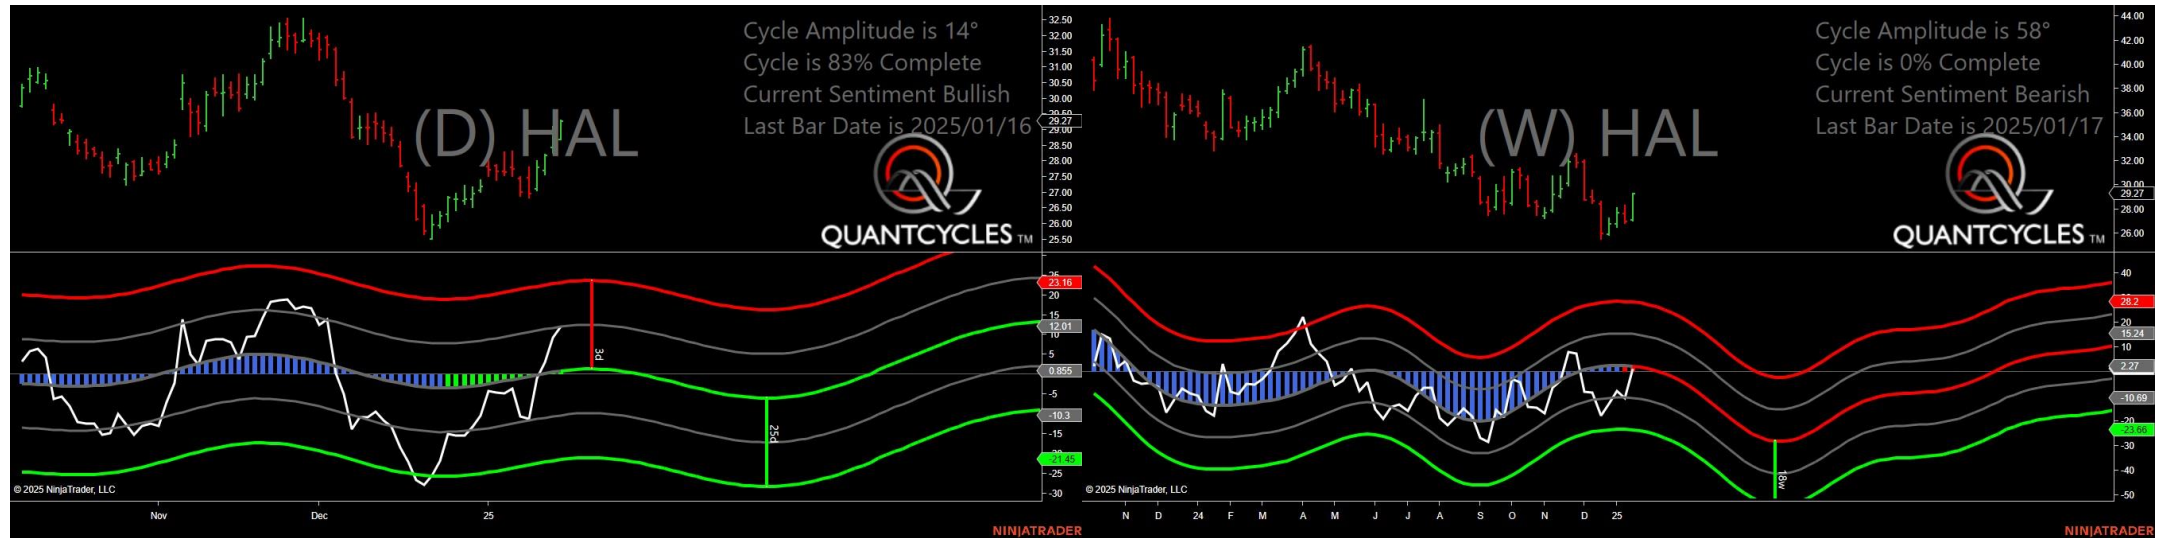 Cycle Amplitude is 14°
Cycle is 83% Complete
Current Sentiment Bullish
Last Bar Date is 2025/01/16
(D) HAL
QUANTCYCLES TM
32.50
32.00
31.50
31.00
30.50
30.00
29.50
29.27
29.00
28.50
28.00
27.50
27.00
26.50
26.00
25.50
25
23.16
20
15
12.01
10
5
0.855
-5
-10.3
-15
-21.45
-25
-30
3d
25d
© 2025 NinjaTrader, LLC
Nov
Dec
25
NINJATRADER
Cycle Amplitude is 58°
Cycle is 0% Complete
Current Sentiment Bearish
Last Bar Date is 2025/01/17
(W) HAL
QUANTCYCLES TM
44.00
42.00
40.00
38.00
36.00
34.00
32.00
30.00
29.27
28.00
26.00
40
28.2
20
15.24
10
2.27
-10.69
-20
-23.66
-30
-40
-50
18w
© 2025 NinjaTrader, LLC
N D 24 F M A M J J A S O N D 25
NINJATRADER